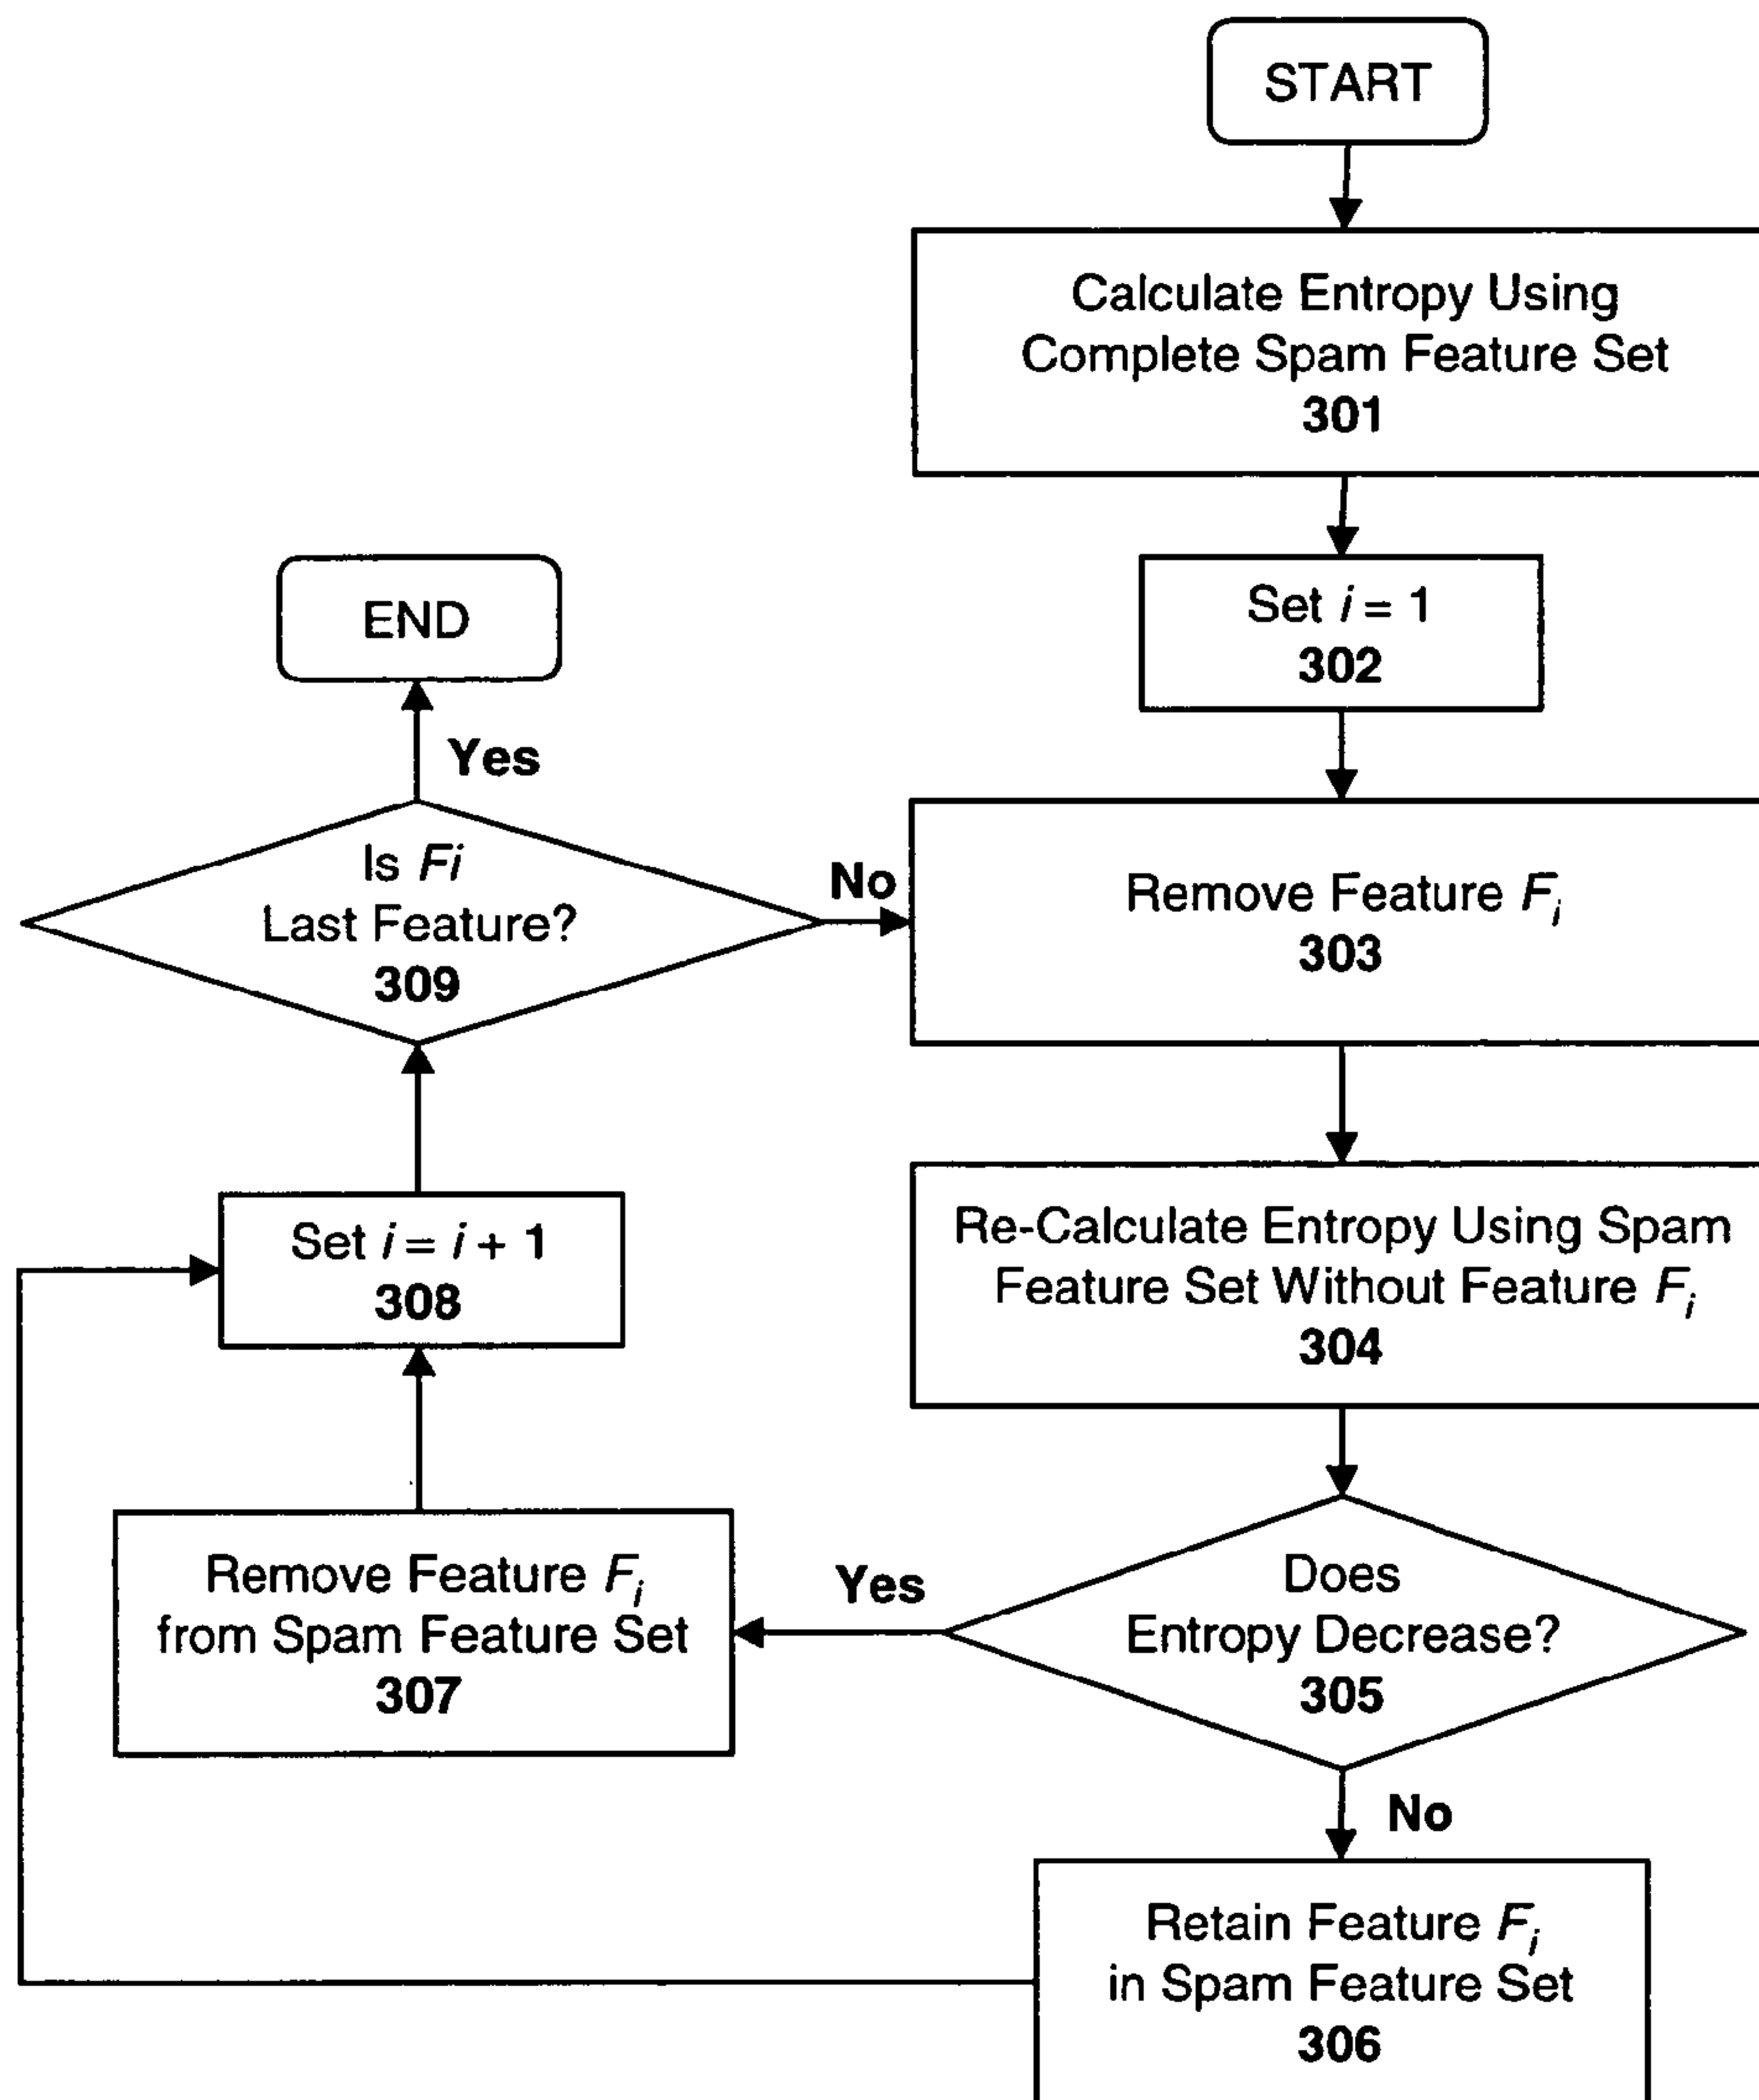 START
Calculate Entropy Using
Complete Spam Feature Set
301
Set i = 1
302
END
Yes
Is Fi
Last Feature?
309
No
Remove Feature Fi
303
Set i = i + 1
308
Re-Calculate Entropy Using Spam
Feature Set Without Feature Fi
304
Remove Feature Fi
from Spam Feature Set
307
Yes
Does
Entropy Decrease?
305
No
Retain Feature Fi
in Spam Feature Set
306